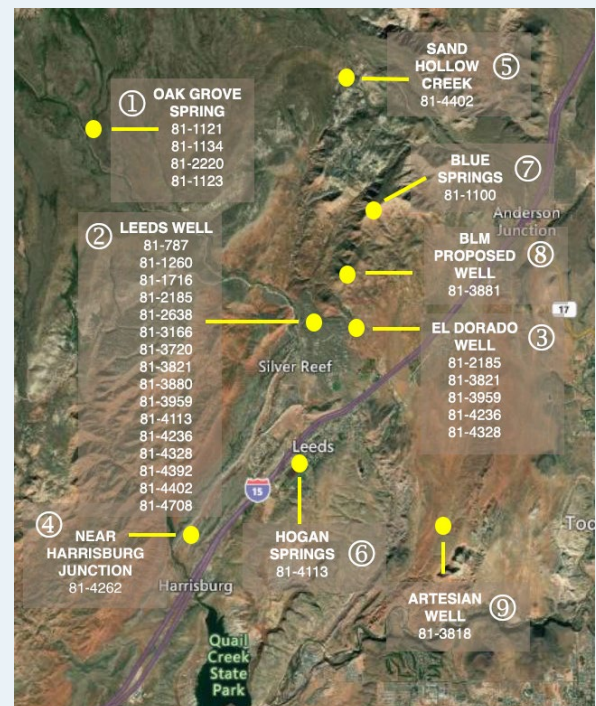 ① OAK GROVE
SPRING
81-1121
81-1134
81-2220
81-1123
SAND
HOLLOW
CREEK
81-4402
⑤
BLUE
SPRINGS
81-1100
⑦
Anderson
Junction
② LEEDS WELL
81-787
81-1260
81-1716
81-2185
81-2638
81-3166
81-3720
81-3821
81-3880
81-3959
81-4113
81-4236
81-4328
81-4392
81-4402
81-4708
BLM
PROPOSED
WELL
81-3881
⑧
17
EL DORADO
WELL
81-2185
81-3821
81-3959
81-4236
81-4328
③
Silver Reef
Leeds
15
④
NEAR
HARRISBURG
JUNCTION
81-4262
Harrisburg
HOGAN
SPRINGS
81-4113
⑥
Toq
ARTESIAN
WELL
81-3818
⑨
Quail
Creek
State
Park